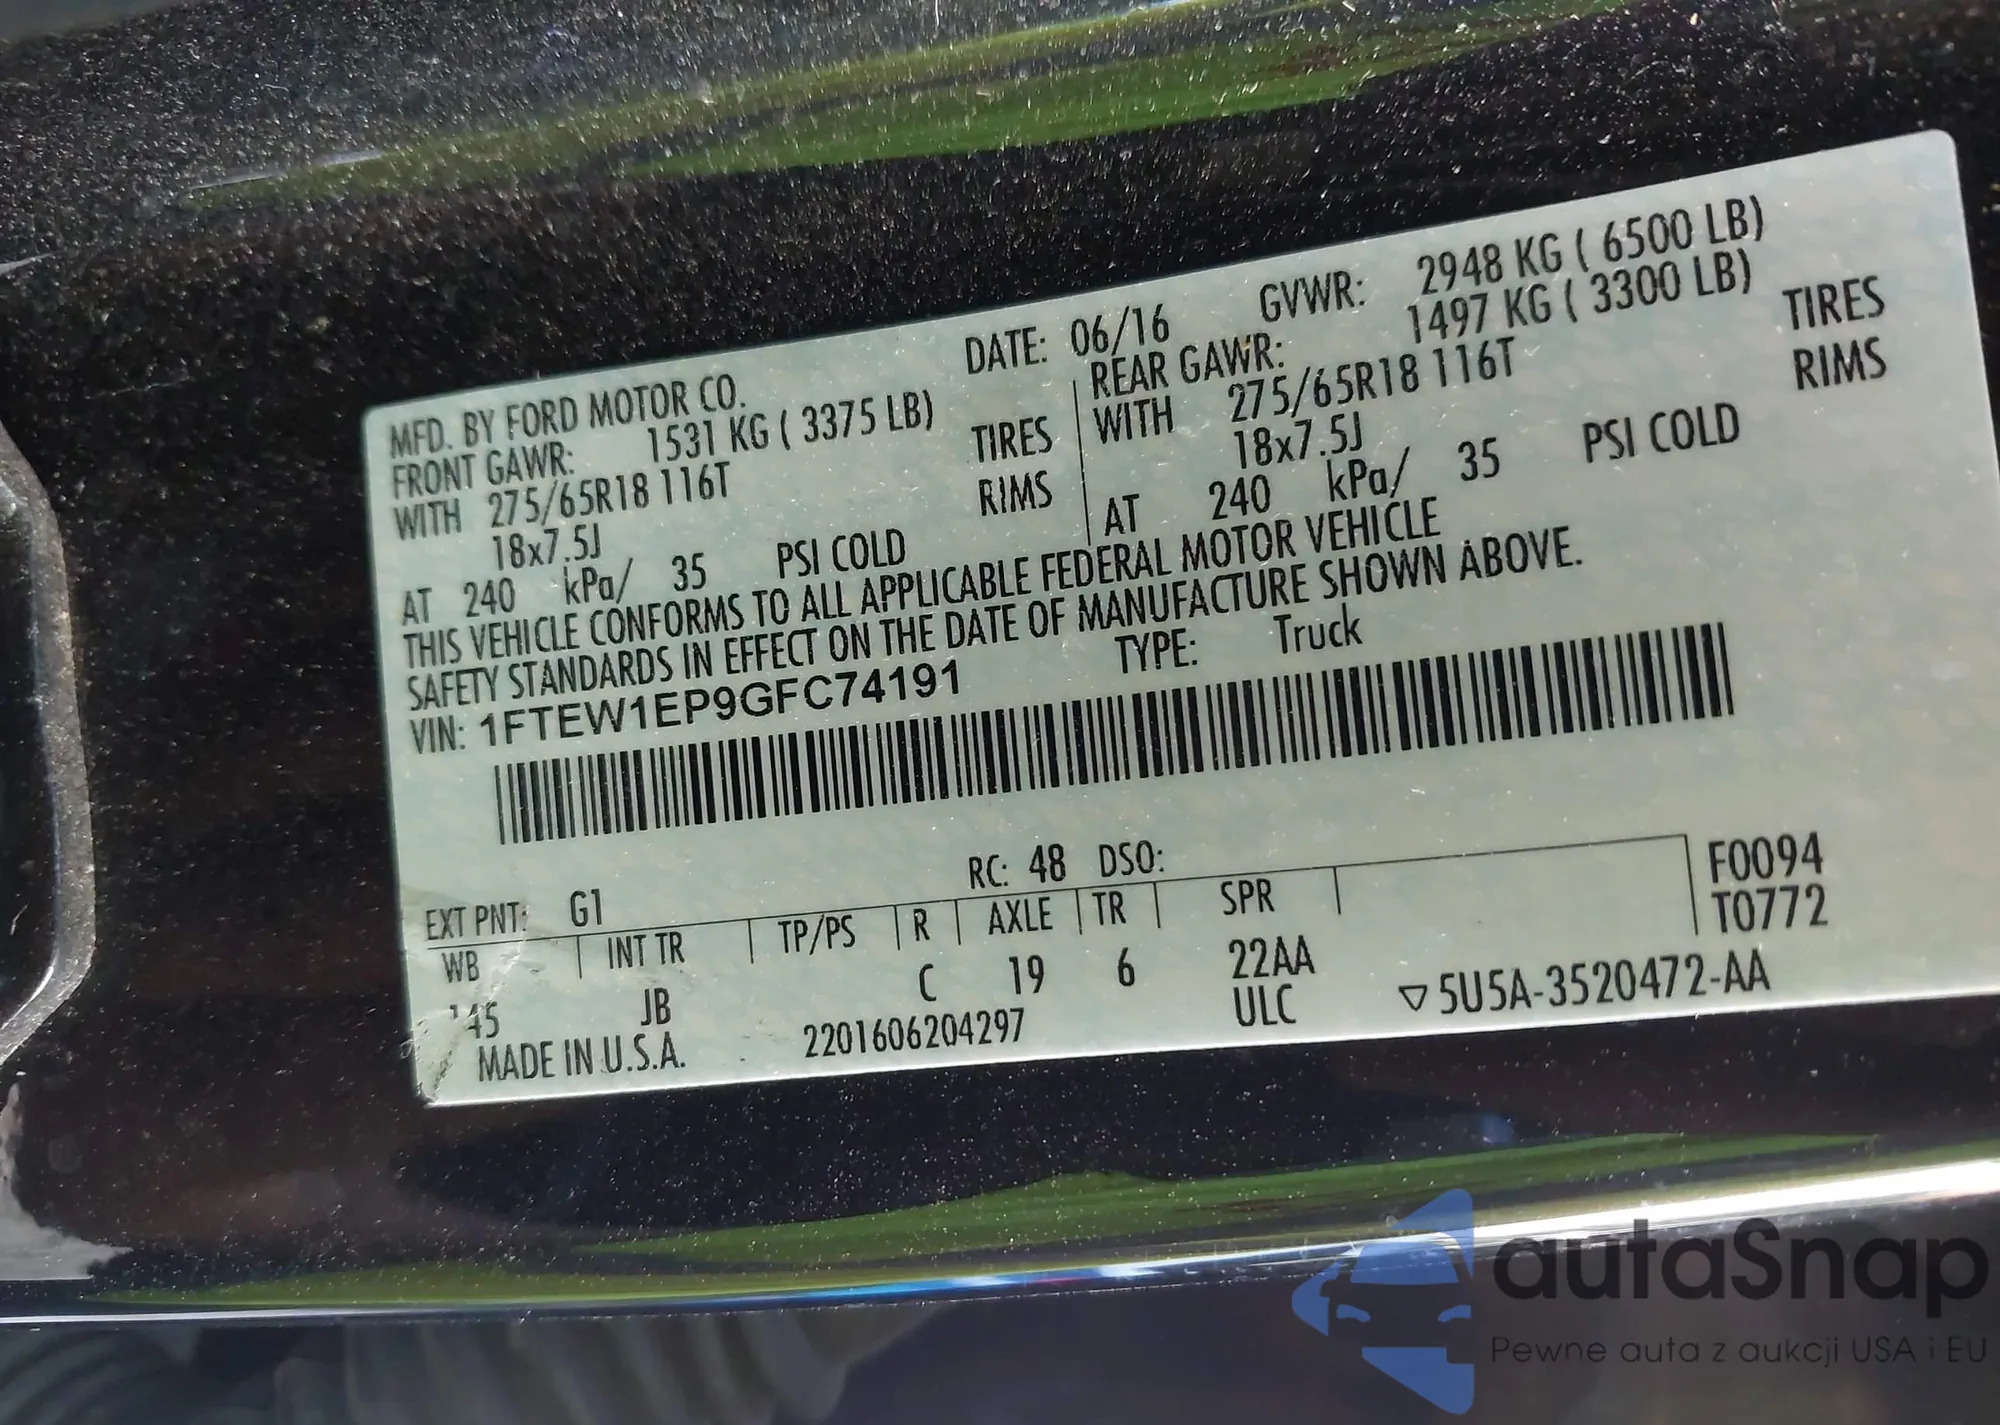 MFD. BY FORD MOTOR CO. DATE: 06/16 GVWR: 2948 KG ( 6500 LB)
FRONT GAWR: 1531 KG ( 3375 LB) REAR GAWR: 1497 KG ( 3300 LB)
WITH 275/65R18 116T TIRES WITH 275/65R18 116T TIRES
18x7.5J RIMS 18x7.5J RIMS
AT 240 kPa/ 35 PSI COLD AT 240 kPa/ 35 PSI COLD
THIS VEHICLE CONFORMS TO ALL APPLICABLE FEDERAL MOTOR VEHICLE
SAFETY STANDARDS IN EFFECT ON THE DATE OF MANUFACTURE SHOWN ABOVE.
VIN: 1FTEW1EP9GFC74191 TYPE: Truck
EXT PNT: G1 RC: 48 DSO: F0094
WB INT TR TP/PS R AXLE TR SPR T0772
145 JB C 19 6 22AA
MADE IN U.S.A. 2201606204297 ULC ▽5U5A-3520472-AA
autaSnap
Pewne auta z aukcji USA i EU